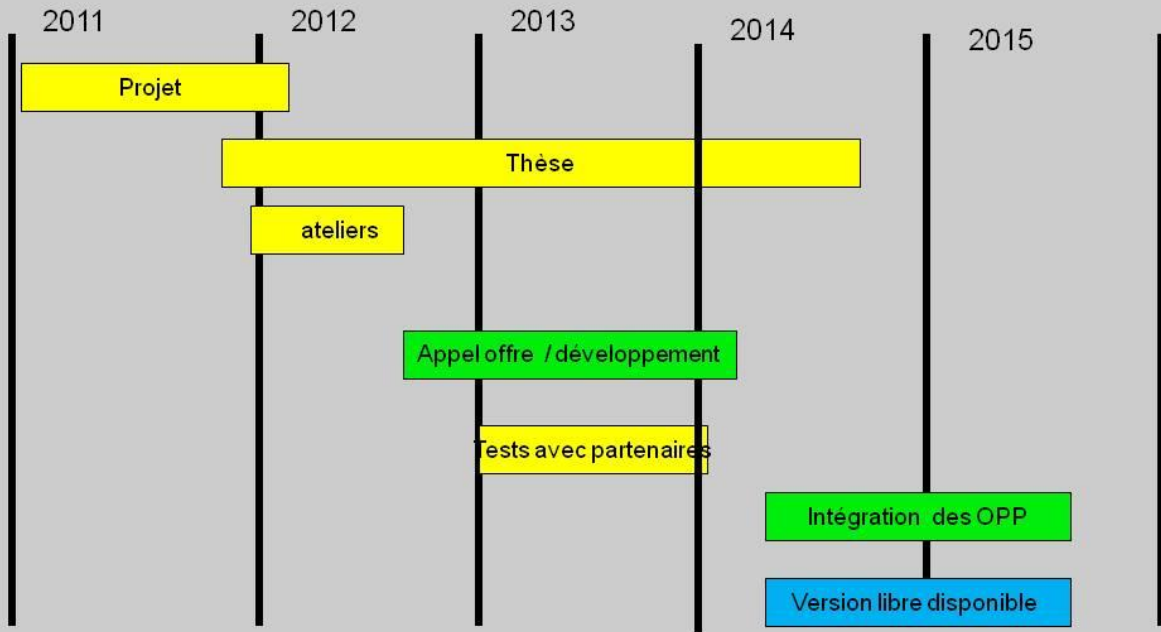 2011
2012
2013
2014
2015
Projet
Thèse
ateliers
Appel offre / développement
Tests avec partenaires
Intégration des OPP
Version libre disponible